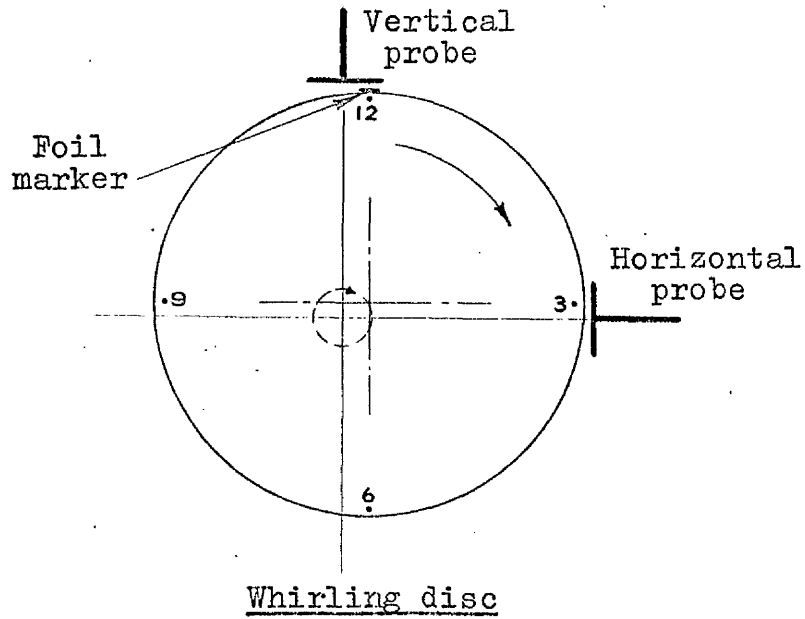 Vertical
probe
12
Foil
marker
9
3
Horizontal
probe
6
Whirling disc